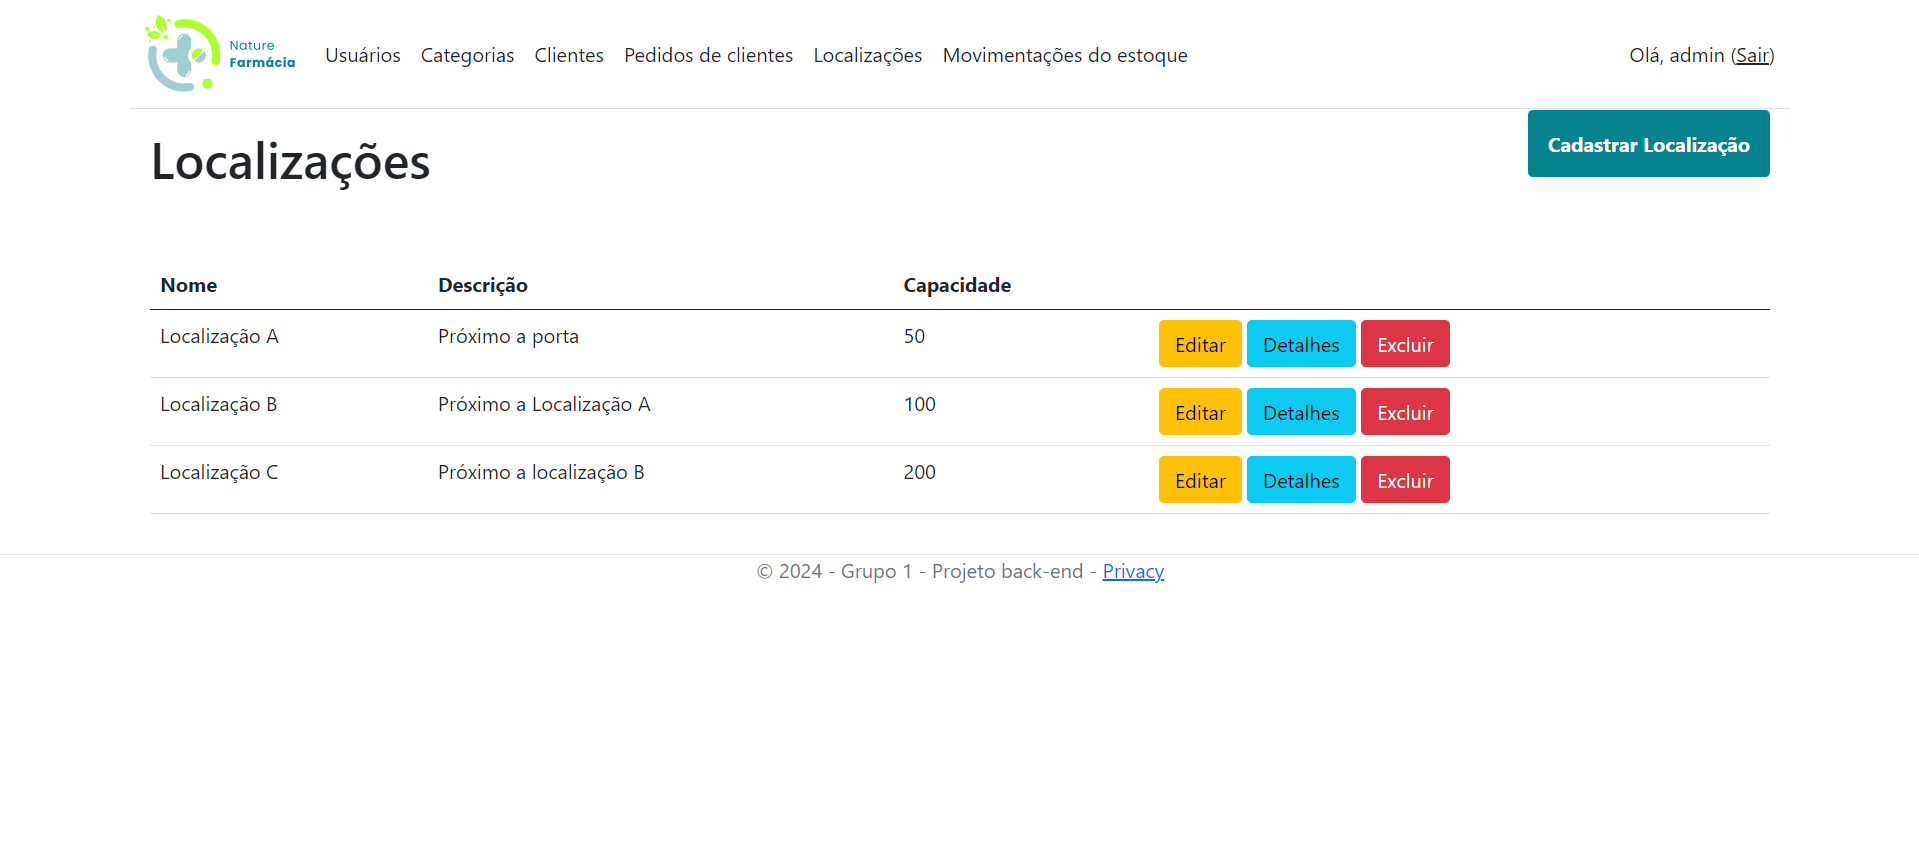 Nature
Farmácia
Usuários Categorias Clientes Pedidos de clientes Localizações Movimentações do estoque Olá, admin (Sair)
Localizações
Cadastrar Localização
Nome Descrição Capacidade
Localização A Próximo a porta 50 Editar Detalhes Excluir
Localização B Próximo a Localização A 100 Editar Detalhes Excluir
Localização C Próximo a localização B 200 Editar Detalhes Excluir
© 2024 - Grupo 1 - Projeto back-end - Privacy